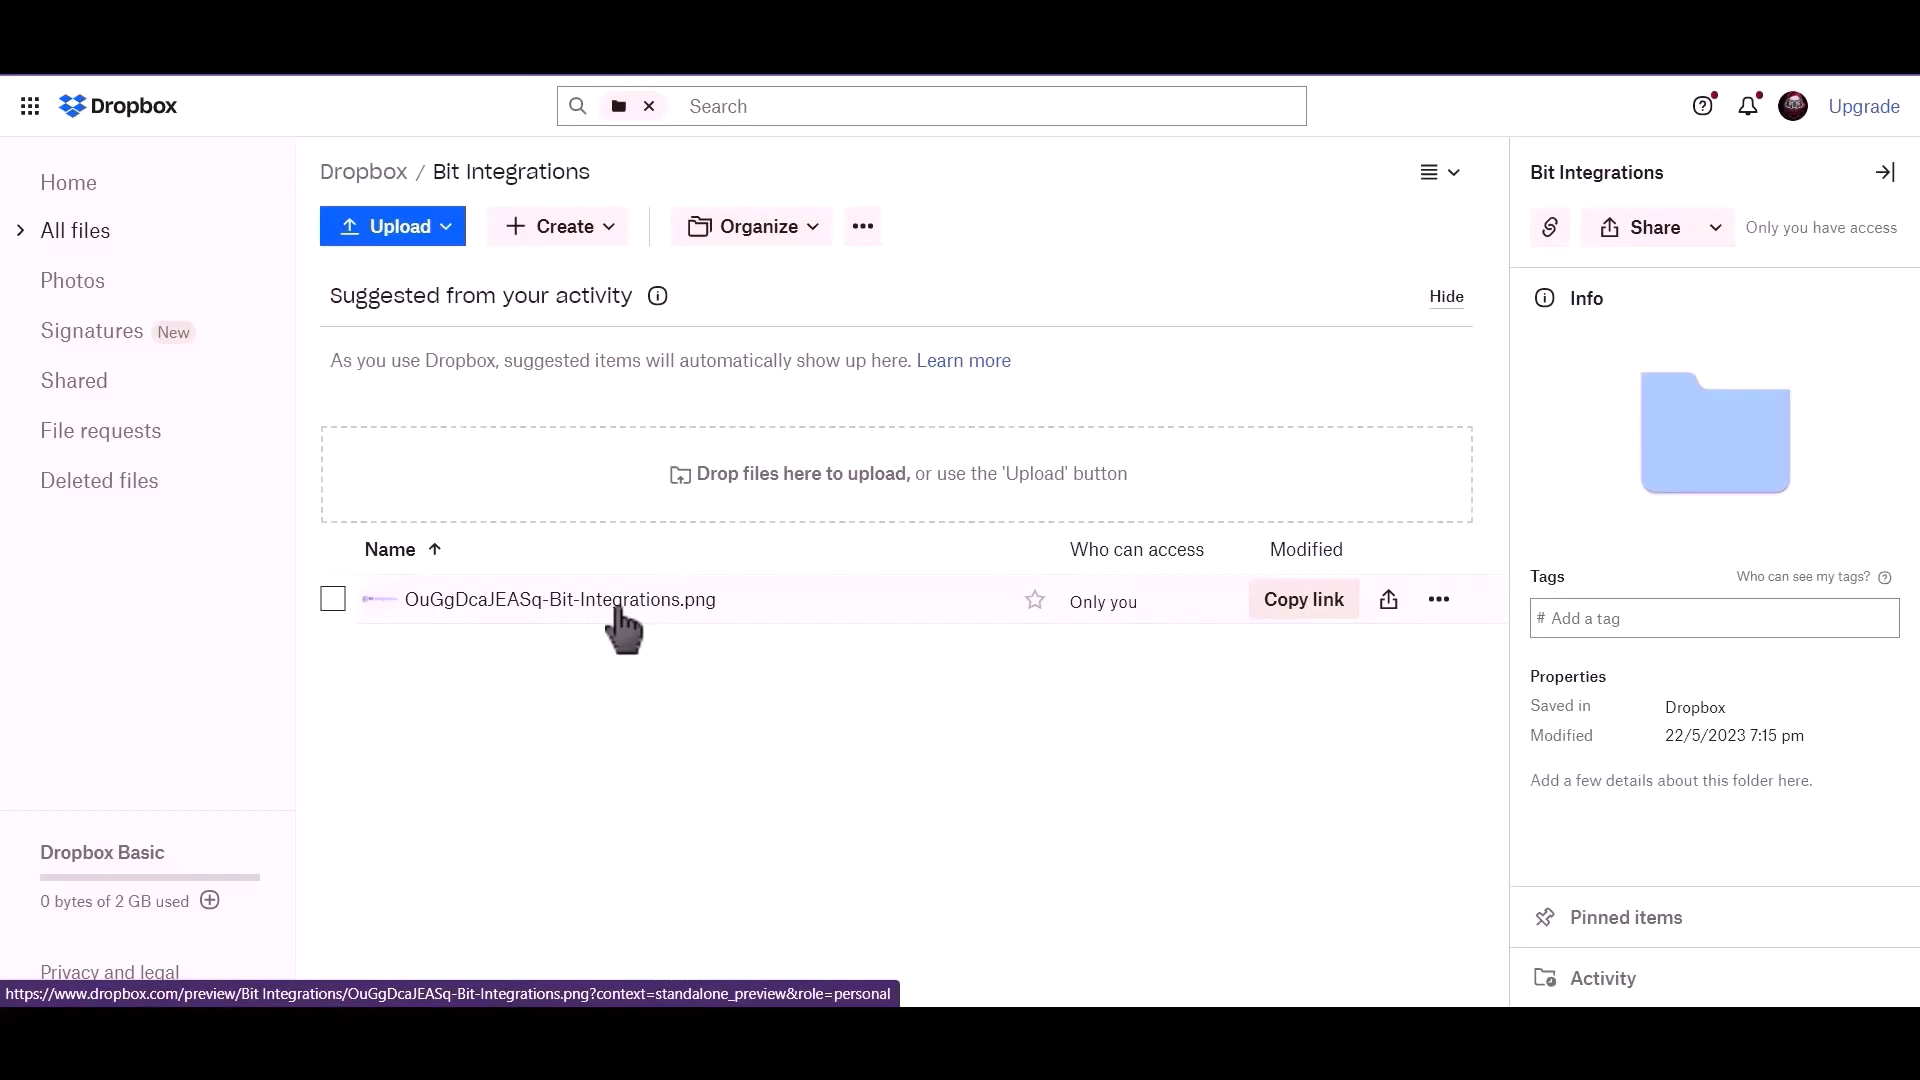 Dropbox
Search
Upgrade
Home
All files
Photos
Signatures New
Shared
File requests
Deleted files
Dropbox Basic
0 bytes of 2 GB used
Privacy and legal
Dropbox / Bit Integrations
Upload
Create
Organize
Suggested from your activity
Hide
As you use Dropbox, suggested items will automatically show up here. Learn more
Drop files here to upload, or use the 'Upload' button
Name Who can access Modified
OuGgDcaJEASq-Bit-Integrations.png Only you Copy link
Bit Integrations
Share Only you have access
Info
Tags Who can see my tags?
# Add a tag
Properties
Saved in Dropbox
Modified 22/5/2023 7:15 pm
Add a few details about this folder here.
Pinned items
Activity
https://www.dropbox.com/preview/Bit Integrations/OuGgDcaJEASq-Bit-Integrations.png?context=standalone_preview&role=personal